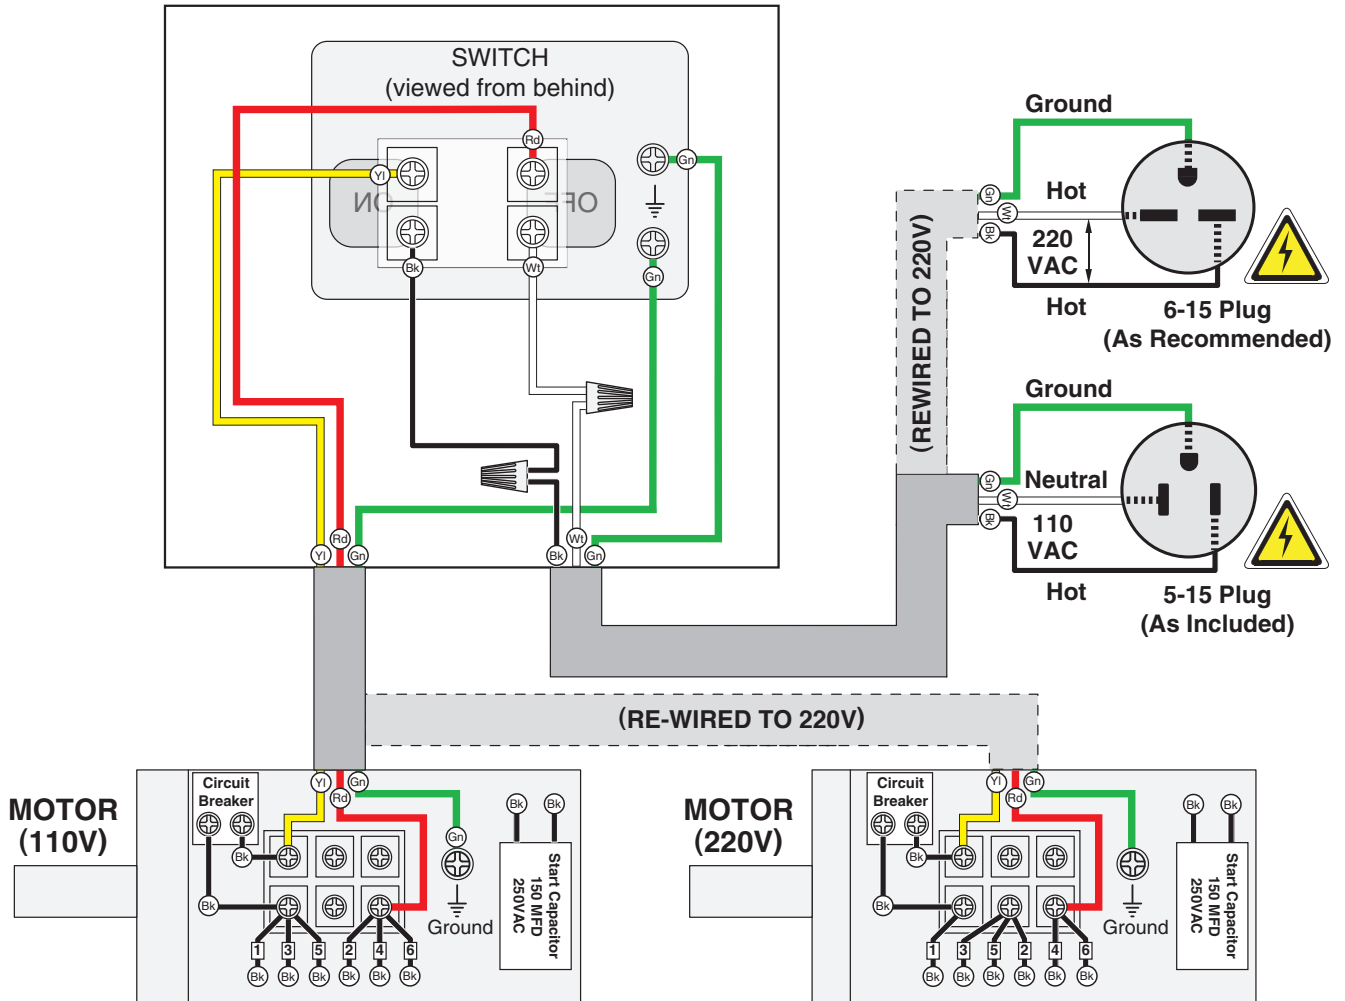 SWITCH
(viewed from behind)
Rd
Yl
Gn
ON
OFF
Bk
Wt
Gn
Yl
Rd
Gn
Bk
Wt
Gn
Ground
Gn
Hot
Wt
Bk
220
VAC
Hot
6-15 Plug
(As Recommended)
(REWIRED TO 220V)
Ground
Gn
Neutral
Wt
Bk
110
VAC
Hot
5-15 Plug
(As Included)
(RE-WIRED TO 220V)
MOTOR
(110V)
Circuit
Breaker
Yl
Rd
Gn
Bk
Bk
Gn
Ground
Bk
Bk
Start Capacitor
150 MFD
250VAC
1 3 5 2 4 6
Bk Bk Bk Bk Bk Bk
MOTOR
(220V)
Circuit
Breaker
Yl
Rd
Gn
Bk
Bk
Ground
Bk
Bk
Start Capacitor
150 MFD
250VAC
1 3 5 2 4 6
Bk Bk Bk Bk Bk Bk